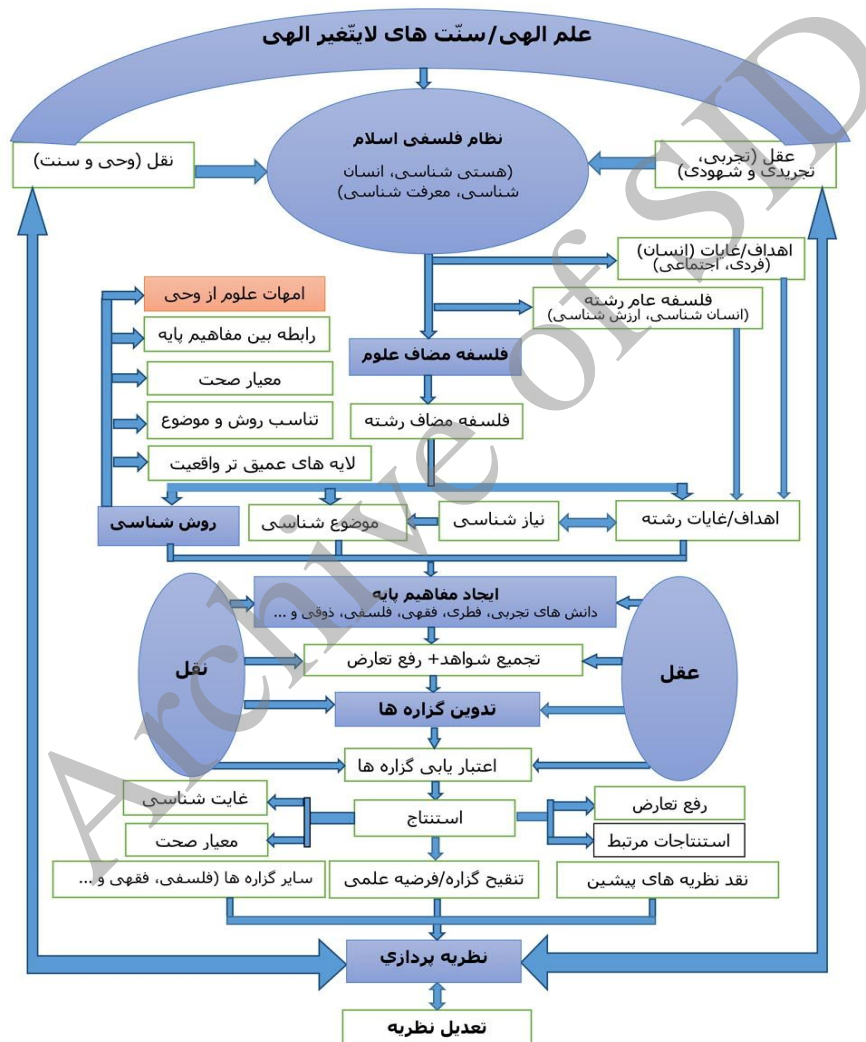 علم الهی/سنّت های لایتّغیر الهی
نظام فلسفی اسلام
(هستی شناسی، انسان
شناسی، معرفت شناسی)
عقل (تجربی،
تجریدی و شهودی)
نقل (وحی و سنت)
اهداف/غایات (انسان)
(فردی، اجتماعی)
فلسفه عام رشته
(انسان شناسی، ارزش شناسی)
امهات علوم از وحی
رابطه بین مفاهیم پایه
فلسفه مضاف علوم
معیار صحت
فلسفه مضاف رشته
تناسب روش و موضوع
لایه های عمیق تر واقعیت
اهداف/غایات رشته
نیاز شناسی
موضوع شناسی
روش شناسی
ایجاد مفاهیم پایه
دانش های تجربی، فطری، فقهی، فلسفی، ذوقی و ...
عقل
نقل
تجمیع شواهد+ رفع تعارض
تدوین گزاره ها
اعتبار یابی گزاره ها
رفع تعارض
غایت شناسی
استنتاج
استنتاجات مرتبط
معیار صحت
نقد نظریه های پیشین
تنقیح گزاره/فرضیه علمی
سایر گزاره ها (فلسفی، فقهی و ...
نظریه پردازي
تعدیل نظریه
Archive of SID